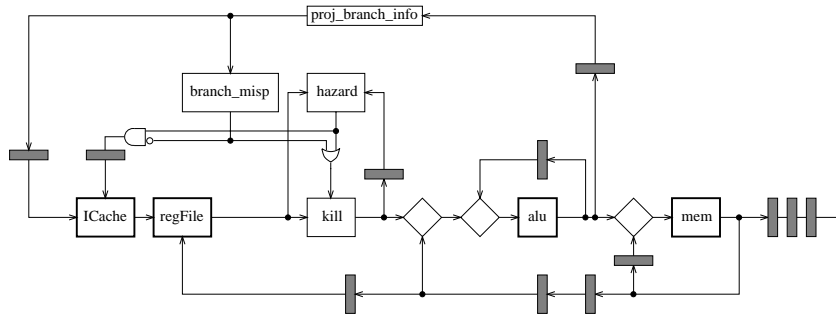 proj_branch_info
branch_misp
hazard
ICache
regFile
kill
alu
mem